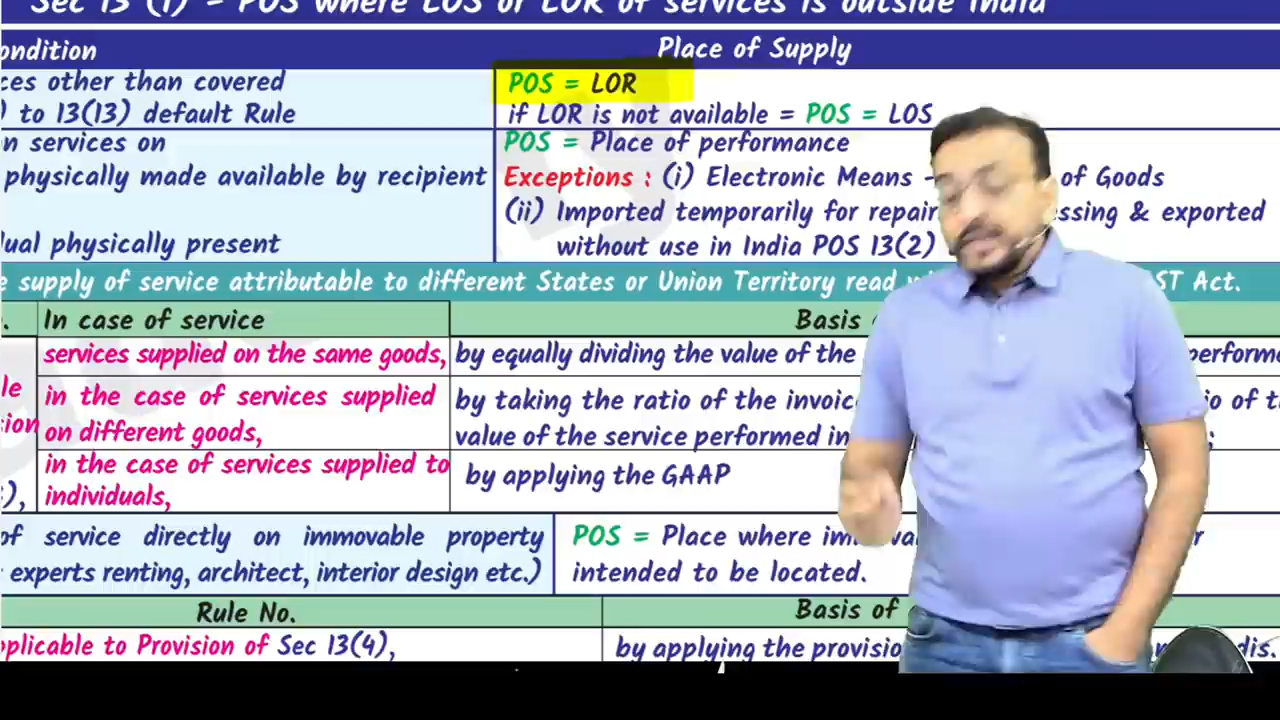 Sec 13 (1) = POS where LOS or LOR of services is outside India
ondition Place of Supply
ces other than covered POS = LOR
) to 13(13) default Rule if LOR is not available = POS = LOS
n services on POS = Place of performance
physically made available by recipient Exceptions : (i) Electronic Means - of Goods
(ii) Imported temporarily for repair essing & exported
ual physically present without use in India POS 13(2)
e supply of service attributable to different States or Union Territory read ST Act.
. In case of service Basis
services supplied on the same goods, by equally dividing the value of the performe
le in the case of services supplied by taking the ratio of the invoic io of t
ion on different goods, value of the service performed in ;
in the case of services supplied to by applying the GAAP
), individuals,
of service directly on immovable property POS = Place where
experts renting, architect, interior design etc.) intended to be located.
Rule No. Basis of
pplicable to Provision of Sec 13(4), by applying the provisio dis.